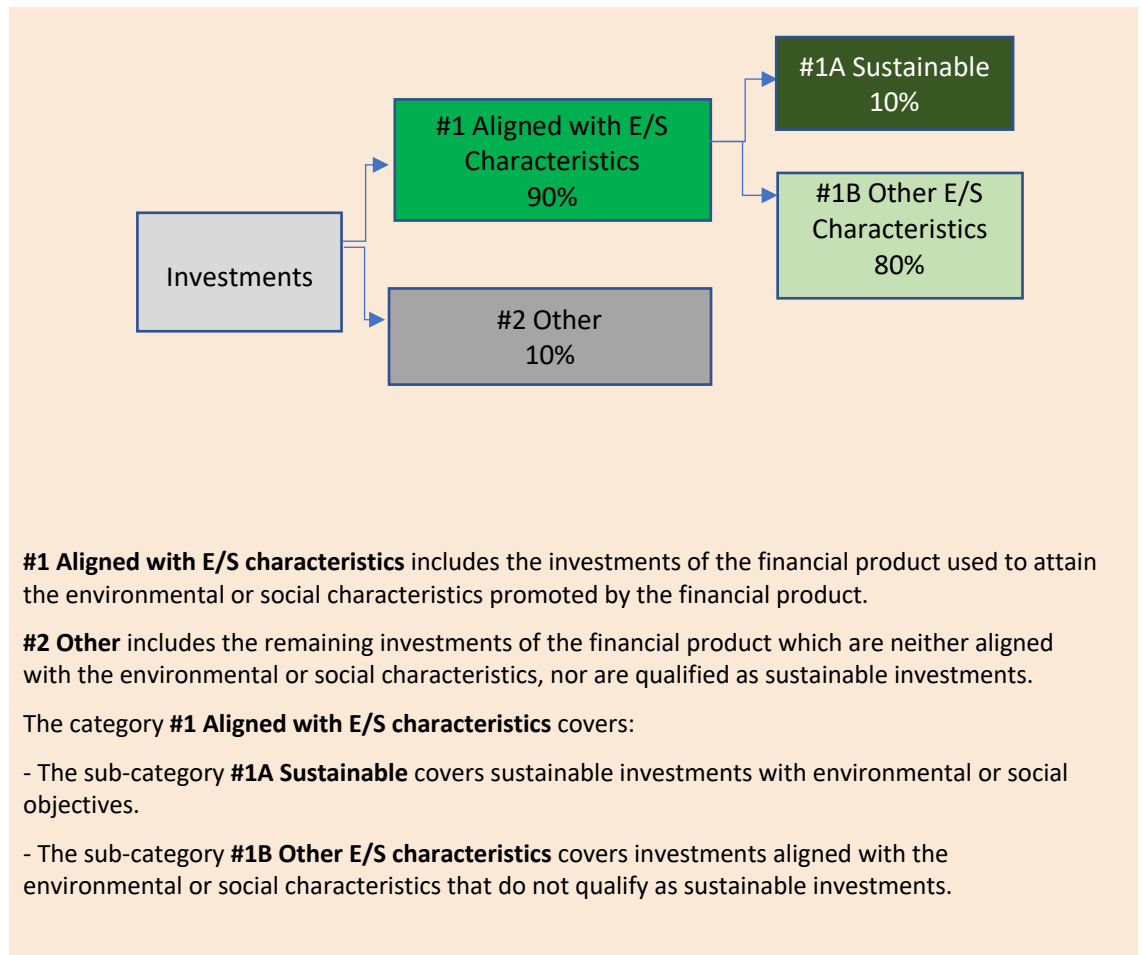 #1A Sustainable
10%
#1 Aligned with E/S
Characteristics
90%
#1B Other E/S
Characteristics
80%
Investments
#2 Other
10%
#1 Aligned with E/S characteristics includes the investments of the financial product used to attain
the environmental or social characteristics promoted by the financial product.
#2 Other includes the remaining investments of the financial product which are neither aligned
with the environmental or social characteristics, nor are qualified as sustainable investments.
The category #1 Aligned with E/S characteristics covers:
- The sub-category #1A Sustainable covers sustainable investments with environmental or social
objectives.
- The sub-category #1B Other E/S characteristics covers investments aligned with the
environmental or social characteristics that do not qualify as sustainable investments.